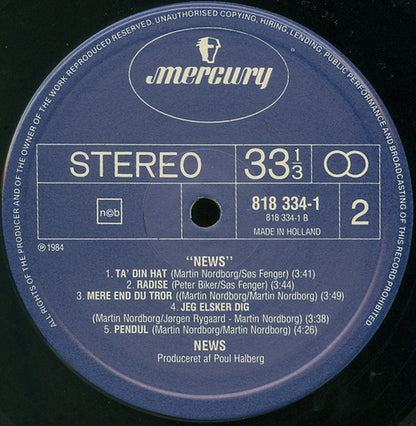 ALL RIGHTS OF THE PRODUCER AND OF THE OWNER OF THE WORK REPRODUCED RESERVED. UNAUTHORISED COPYING, HIRING, LENDING, PUBLIC PERFORMANCE AND BROADCASTING OF THIS RECORD PROHIBITED
mercury
STEREO
33 1/3
n©b
818 334-1
818 334-1 B
MADE IN HOLLAND
2
℗ 1984
"NEWS"
1. TA' DIN HAT (Martin Nordborg/Søs Fenger) (3:41)
2. RADISE (Peter Biker/Søs Fenger) (3:44)
3. MERE END DU TROR ((Martin Nordborg/Martin Nordborg) (3:49)
4. JEG ELSKER DIG
(Martin Nordborg/Jørgen Rygaard - Martin Nordborg) (3:38)
5. PENDUL (Martin Nordborg/Martin Nordborg) (4:26)
NEWS
Produceret af Poul Halberg